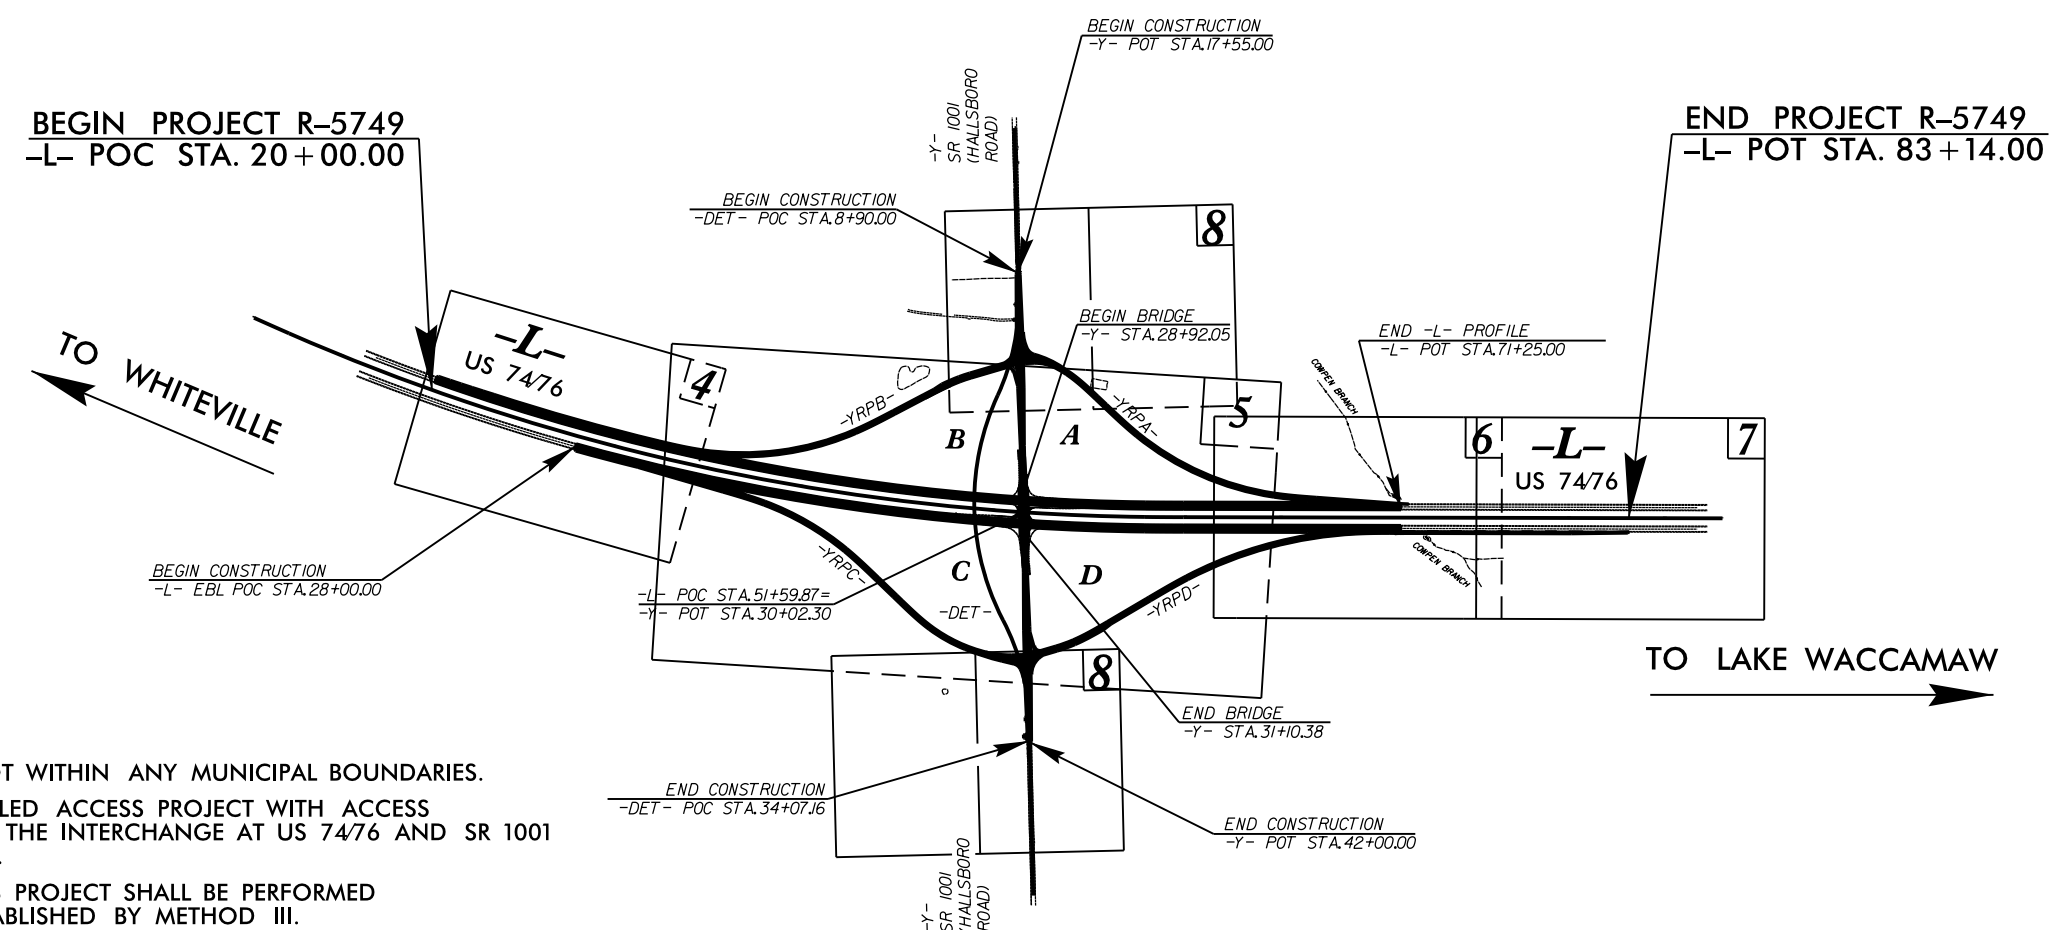 BEGIN CONSTRUCTION
-Y- POT STA.17+55.00
BEGIN PROJECT R–5749
–L– POC STA. 20+00.00
-Y-
SR 1001
(HALLSBORO
ROAD)
END PROJECT R–5749
–L– POT STA. 83+14.00
BEGIN CONSTRUCTION
-DET- POC STA.8+90.00
8
BEGIN BRIDGE
-Y- STA.28+92.05
END -L- PROFILE
-L- POT STA.71+25.00
TO WHITEVILLE
–L–
US 74/76
4
-YRPB-
B
A
-YRPA-
5
COWPEN BRANCH
6
–L–
US 74/76
7
BEGIN CONSTRUCTION
-L- EBL POC STA.28+00.00
-YRPC-
C
D
-DET-
-YRPD-
COWPEN BRANCH
-L- POC STA.51+59.87=
-Y- POT STA.30+02.30
TO LAKE WACCAMAW
8
END BRIDGE
-Y- STA.31+10.38
END CONSTRUCTION
-DET- POC STA.34+07.16
END CONSTRUCTION
-Y- POT STA.42+00.00
-Y-
SR 1001
(HALLSBORO
ROAD)
OT WITHIN ANY MUNICIPAL BOUNDARIES.
LED ACCESS PROJECT WITH ACCESS
THE INTERCHANGE AT US 74/76 AND SR 1001
.
S PROJECT SHALL BE PERFORMED
ABLISHED BY METHOD III.